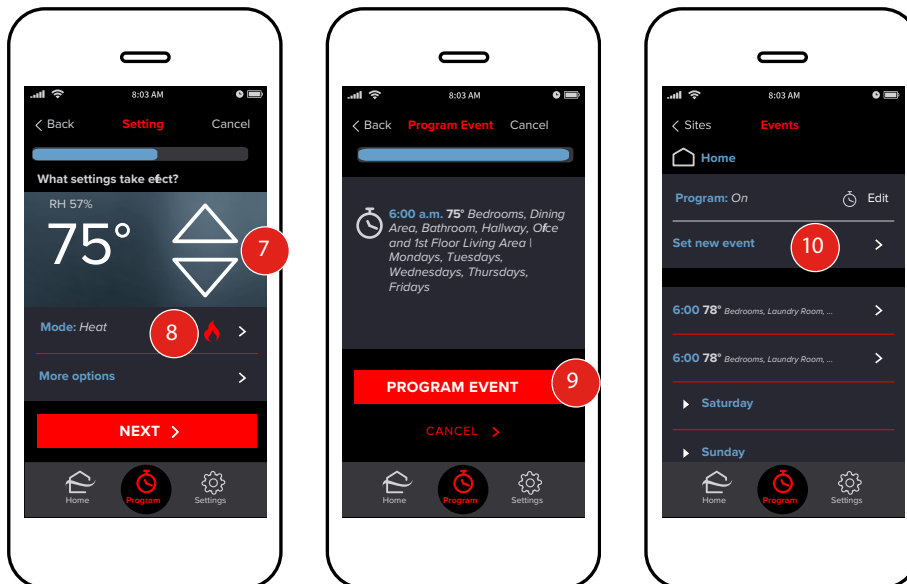 8:03 AM
Back Setting Cancel
What settings take effect?
RH 57%
75°
7
Mode: Heat
8
More options
NEXT
Home Program Settings
8:03 AM
Back Program Event Cancel
6:00 a.m. 75° Bedrooms, Dining
Area, Bathroom, Hallway, Office
and 1st Floor Living Area |
Mondays, Tuesdays,
Wednesdays, Thursdays,
Fridays
PROGRAM EVENT
9
CANCEL
Home Program Settings
8:03 AM
Sites Events
Home
Program: On Edit
Set new event
10
6:00 78° Bedrooms, Laundry Room, ...
6:00 78° Bedrooms, Laundry Room, ...
Saturday
Sunday
Home Program Settings